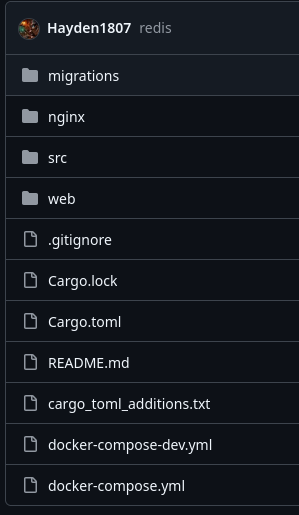 Hayden1807 redis
migrations
nginx
src
web
.gitignore
Cargo.lock
Cargo.toml
README.md
cargo_toml_additions.txt
docker-compose-dev.yml
docker-compose.yml